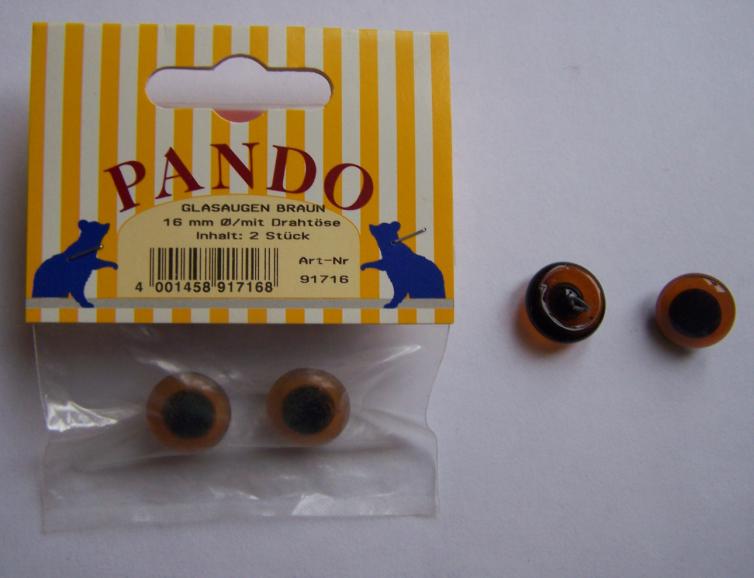 PANDO
GLASAUGEN BRAUN
16 mm Ø/mit Drahtöse
Inhalt: 2 Stück
Art-Nr
91716
4 001458 917168